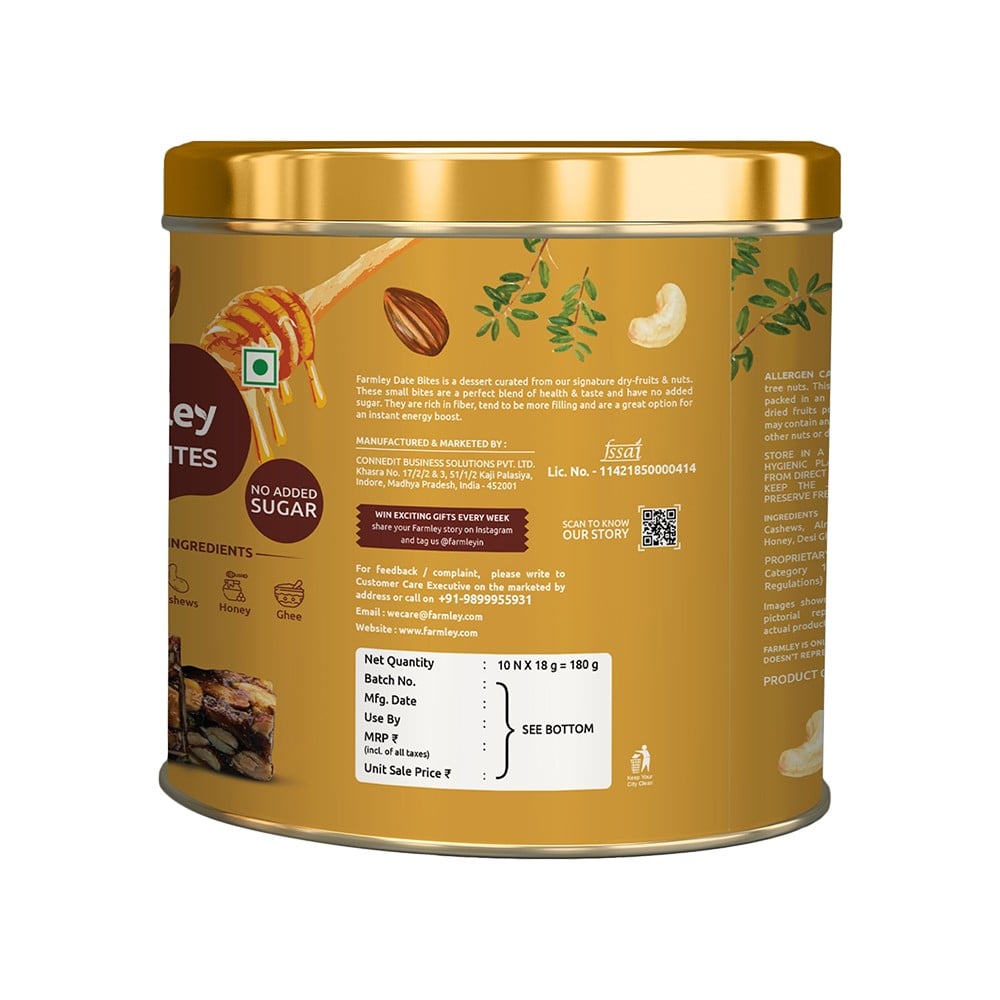 ley
ITES
NO ADDED
SUGAR
INGREDIENTS
shews
Honey
Ghee
Farmley Date Bites is a dessert curated from our signature dry-fruits & nuts.
These small bites are a perfect blend of health & taste and have no added
sugar. They are rich in fiber, tend to be more filling and are a great option for
an instant energy boost.
MANUFACTURED & MARKETED BY :
CONNEDIT BUSINESS SOLUTIONS PVT. LTD.
Khasra No. 17/2/2 & 3, 51/1/2 Kaji Palasiya,
Indore, Madhya Pradesh, India - 452001
fssai
Lic. No. - 11421850000414
WIN EXCITING GIFTS EVERY WEEK
share your Farmley story on Instagram
and tag us @farmleyin
SCAN TO KNOW
OUR STORY
For feedback / complaint, please write to
Customer Care Executive on the marketed by
address or call on +91-9899955931
Email : wecare@farmley.com
Website : www.farmley.com
Net Quantity : 10 N X 18 g = 180 g
Batch No. :
Mfg. Date :
Use By :
MRP ₹ :
(incl. of all taxes)
Unit Sale Price ₹ :
SEE BOTTOM
Keep Your
City Clean
ALLERGEN CA
tree nuts. This
packed in an
dried fruits p
may contain an
other nuts or d
STORE IN A
HYGIENIC PL
FROM DIRECT
KEEP THE
PRESERVE FRE
INGREDIENTS
Cashews, Alm
Honey, Desi G
PROPRIETARY
Category 1
Regulations)
Images show
pictorial rep
actual product
FARMLEY IS ONL
DOESN'T REPRE
PRODUCT O